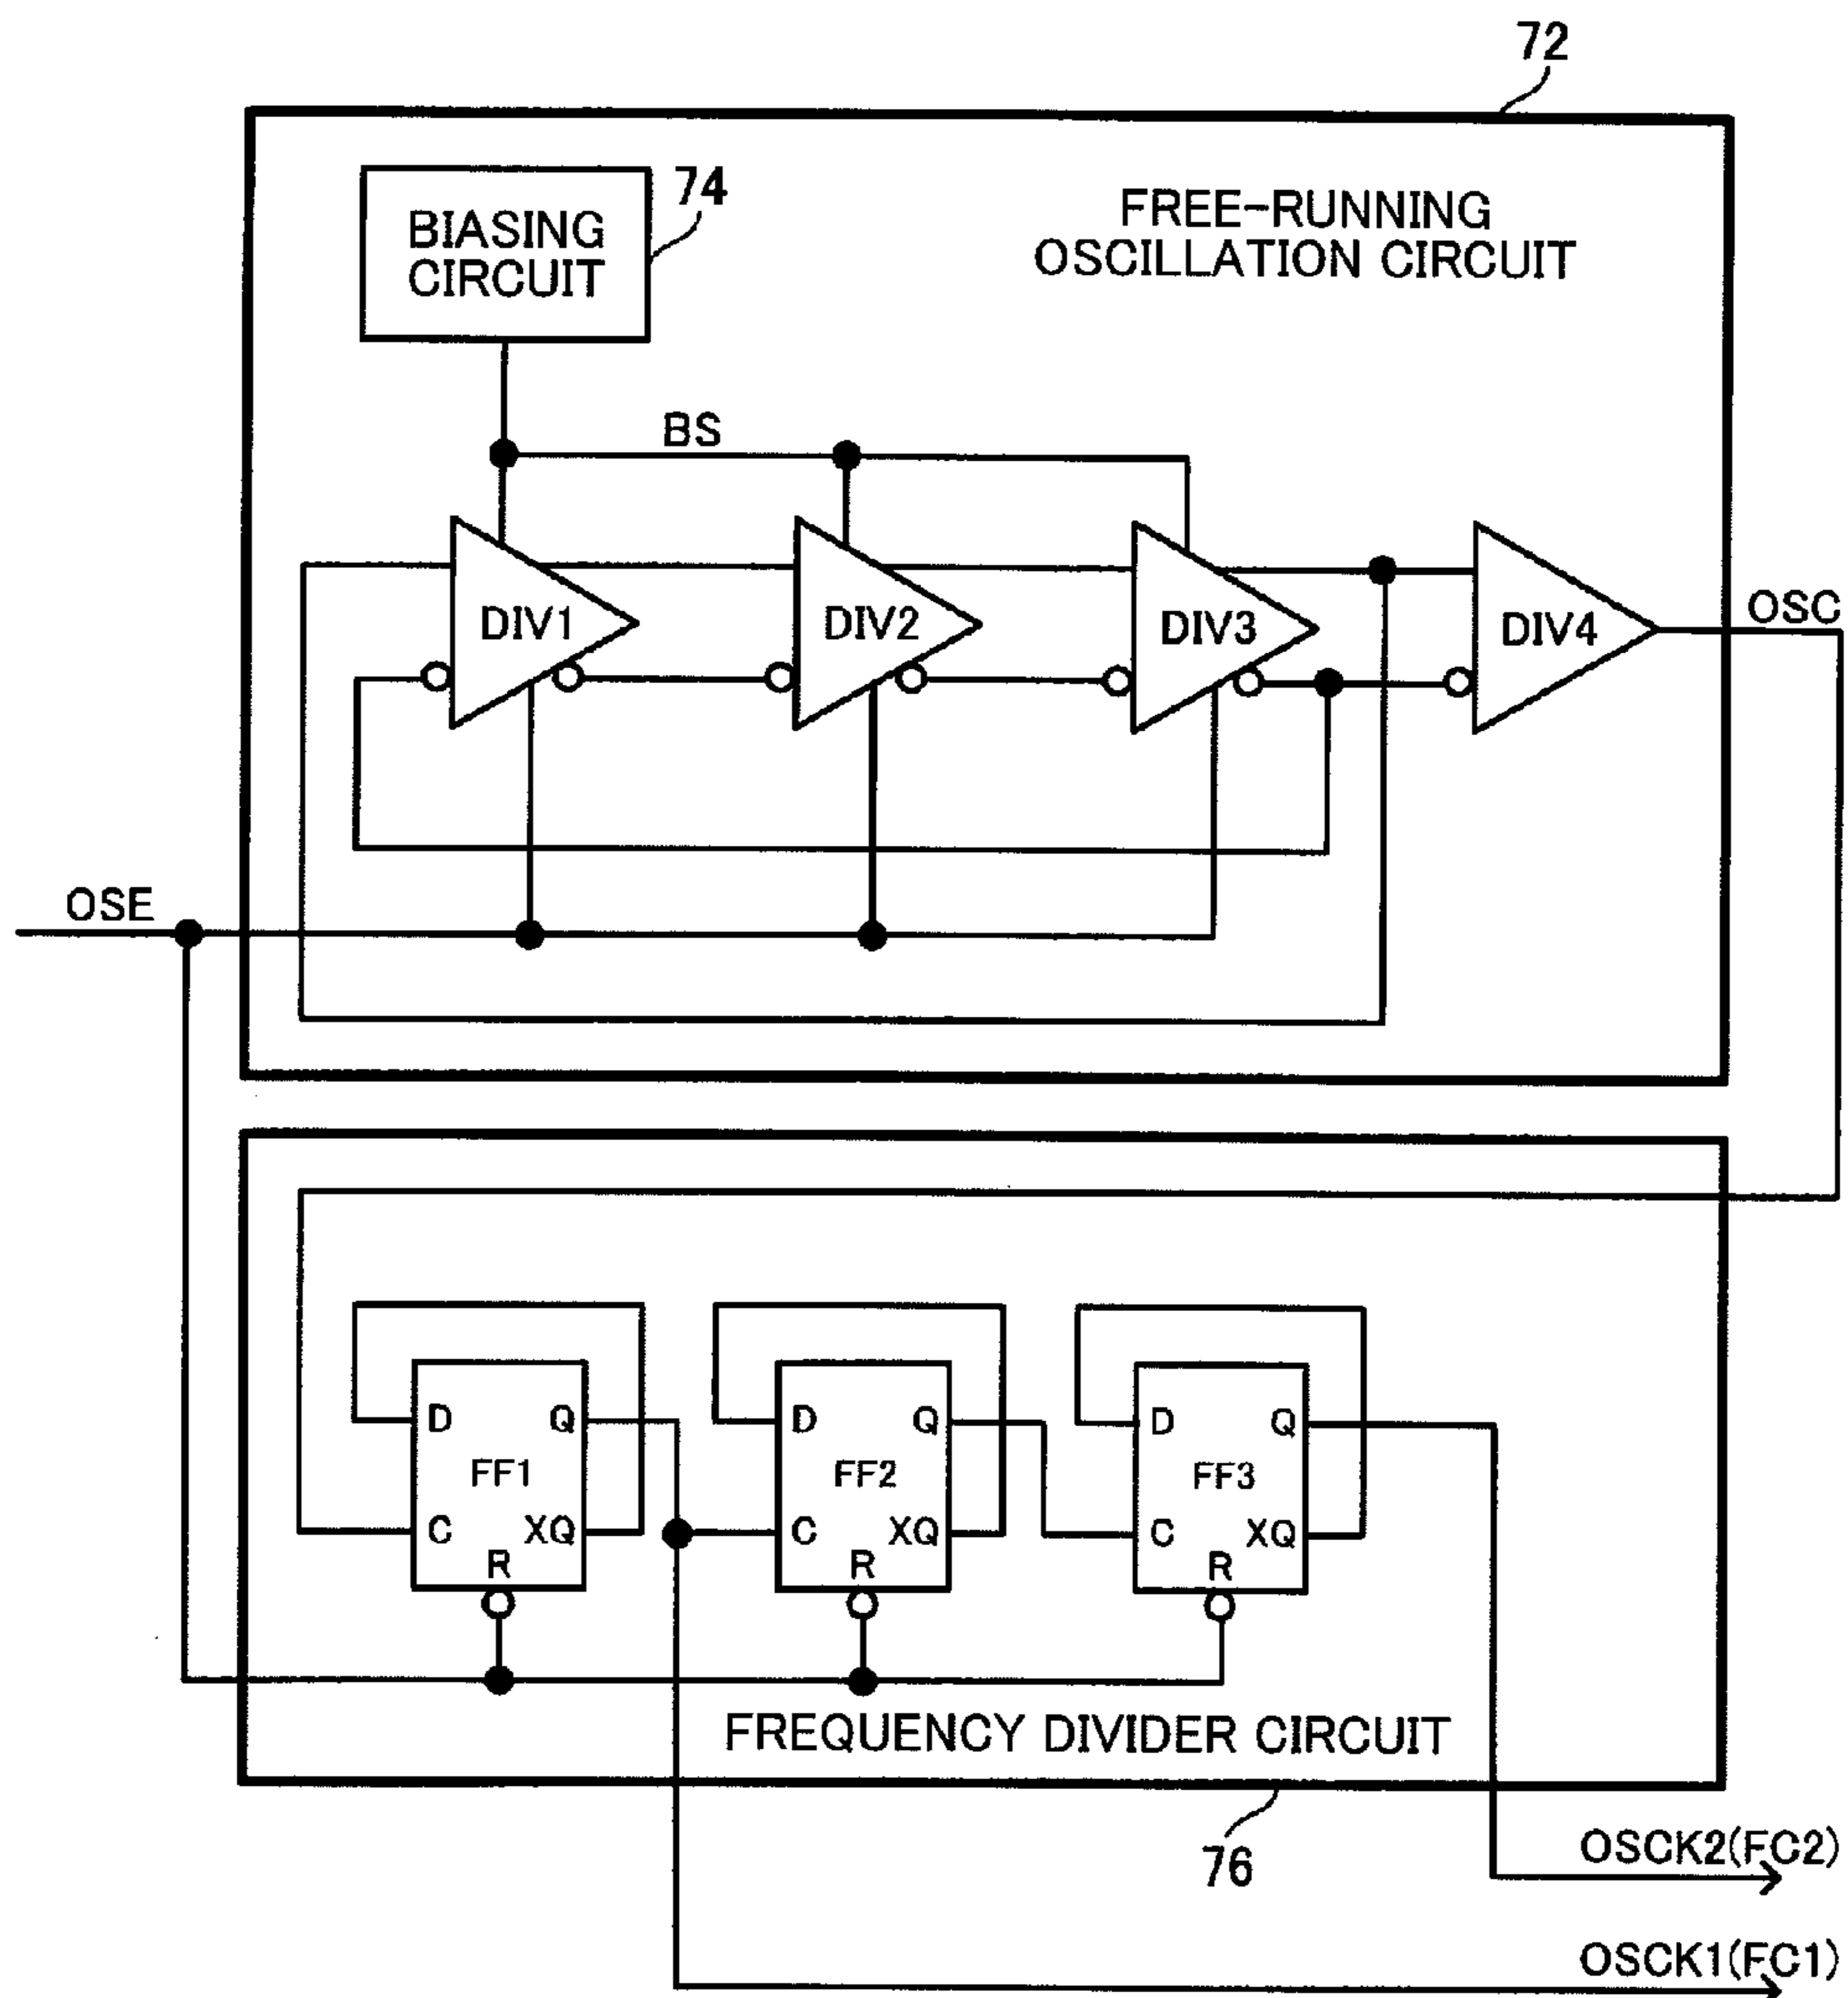 72
74
BIASING
CIRCUIT
FREE-RUNNING
OSCILLATION CIRCUIT
BS
DIV1
DIV2
DIV3
DIV4
OSC
OSE
D
Q
FF1
C
XQ
R
D
Q
FF2
C
XQ
R
D
Q
FF3
C
XQ
R
FREQUENCY DIVIDER CIRCUIT
76
OSCK2(FC2)
OSCK1(FC1)